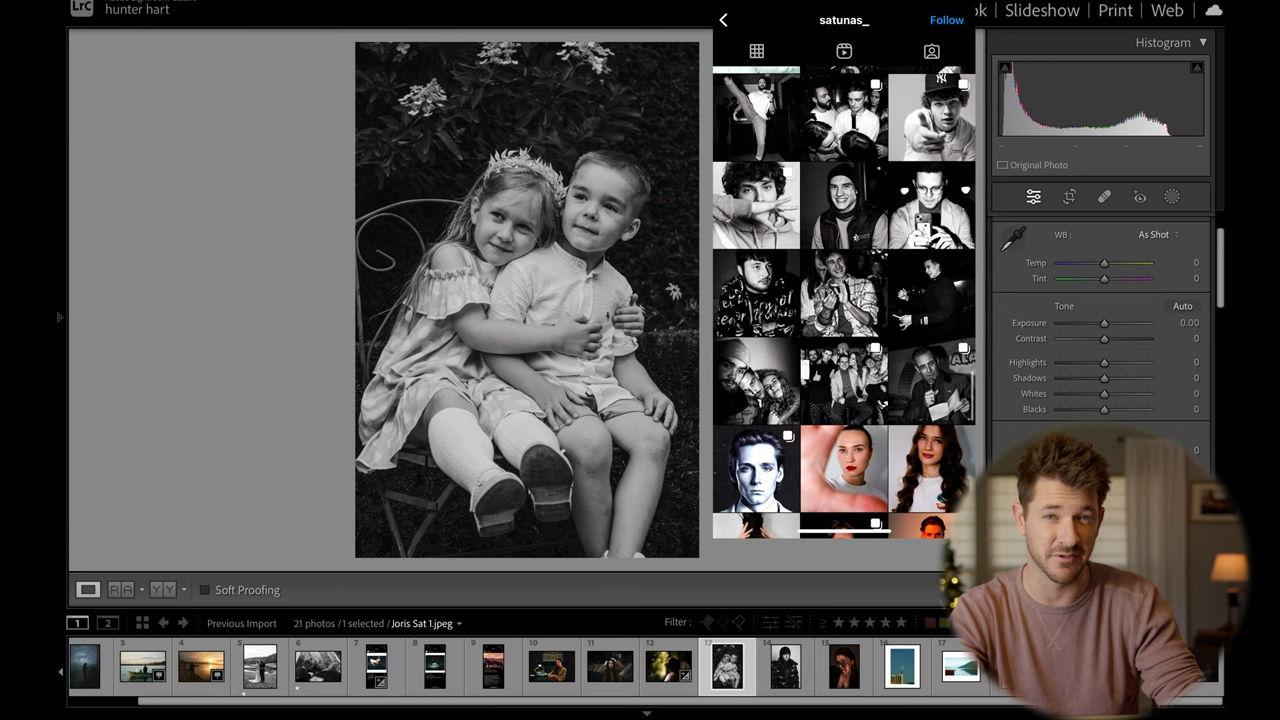 LrC
hunter hart
satunas_
Follow
Slideshow | Print | Web
Histogram
Original Photo
WB :
As Shot
Temp
0
Tint
0
Tone
Auto
Exposure
0.00
Contrast
0
Highlights
0
Shadows
0
Whites
0
Blacks
0
0
RA
YY
Soft Proofing
1
2
Previous Import
21 photos / 1 selected / Joris Sat 1.jpeg
Filter :
3
4
5
6
7
8
9
10
11
12
13
14
15
16
17